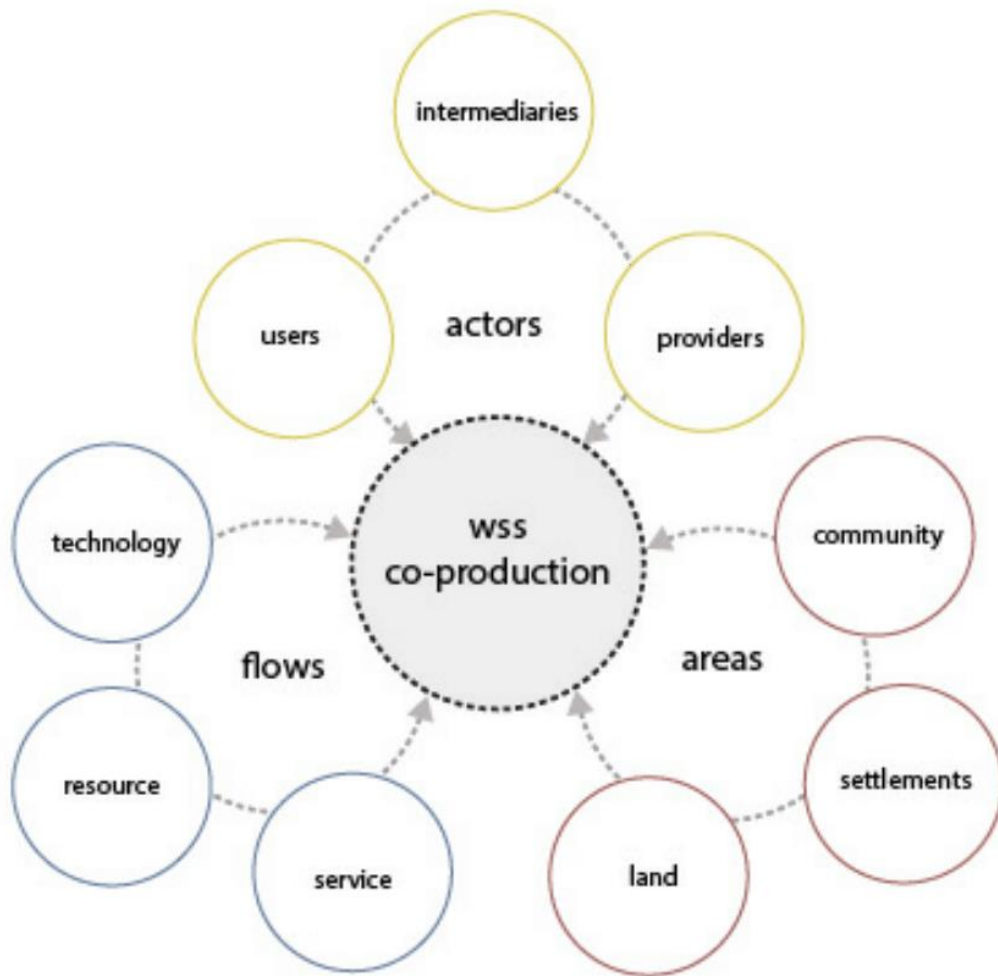 intermediaries
users
actors
providers
technology
wss
co-production
community
flows
areas
resource
settlements
service
land